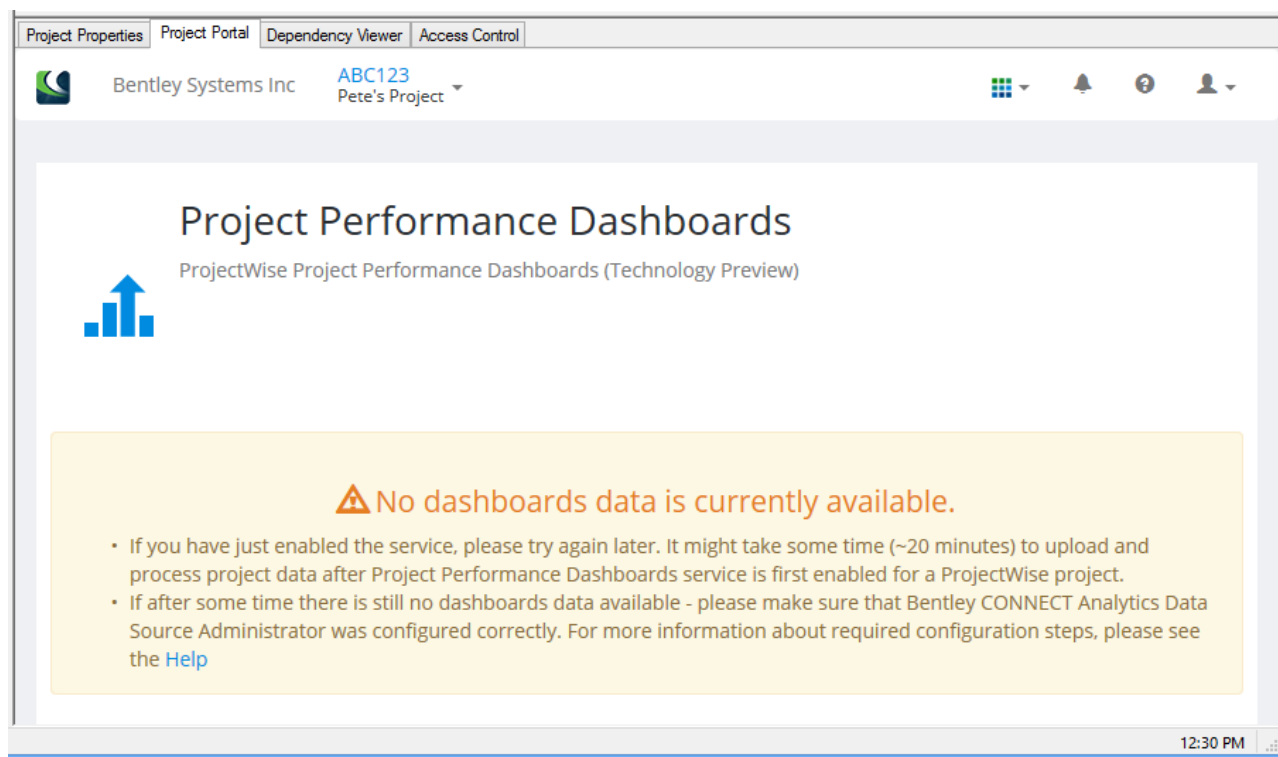 Project Properties Project Portal Dependency Viewer Access Control
Bentley Systems Inc
ABC123
Pete's Project
Project Performance Dashboards
ProjectWise Project Performance Dashboards (Technology Preview)
No dashboards data is currently available.
• If you have just enabled the service, please try again later. It might take some time (~20 minutes) to upload and
process project data after Project Performance Dashboards service is first enabled for a ProjectWise project.
• If after some time there is still no dashboards data available - please make sure that Bentley CONNECT Analytics Data
Source Administrator was configured correctly. For more information about required configuration steps, please see
the Help
12:30 PM